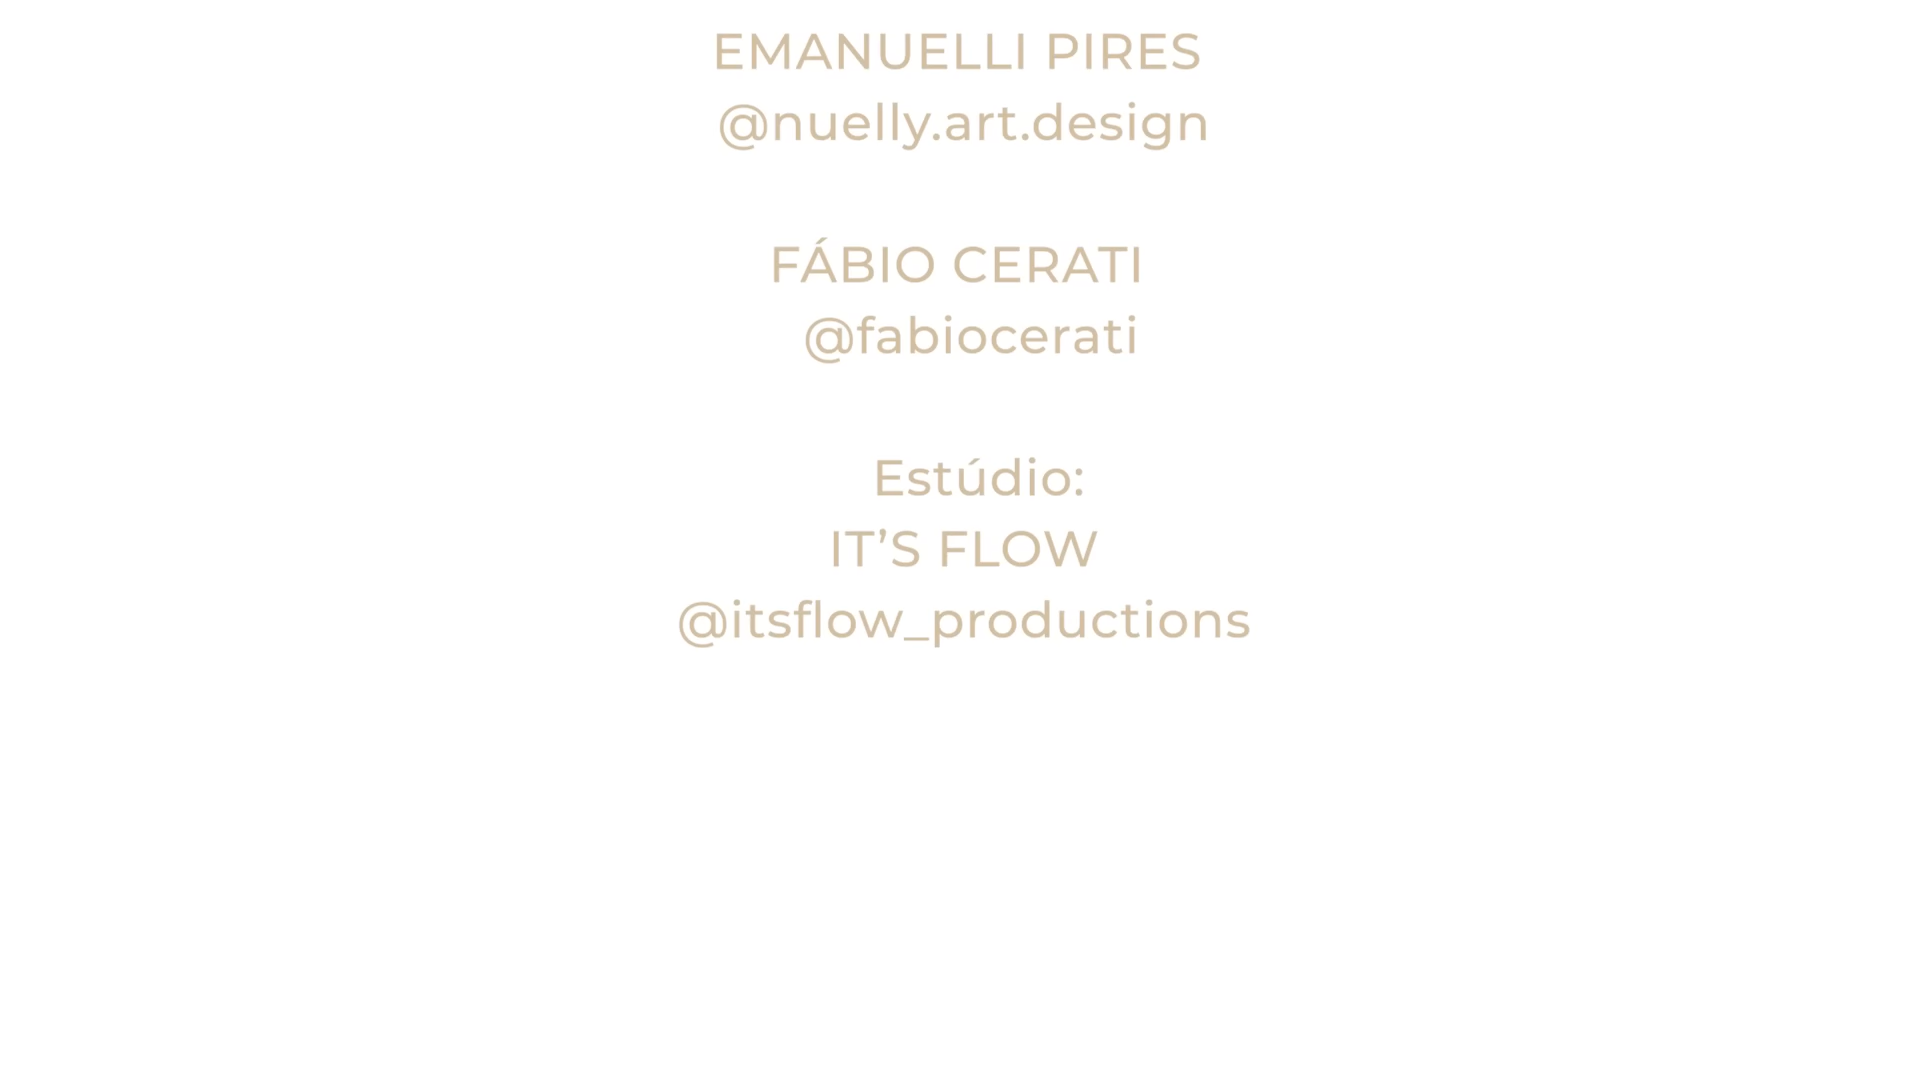 EMANUELLI PIRES
@nuelly.art.design
FÁBIO CERATI
@fabiocerati
Estúdio:
IT’S FLOW
@itsflow_productions